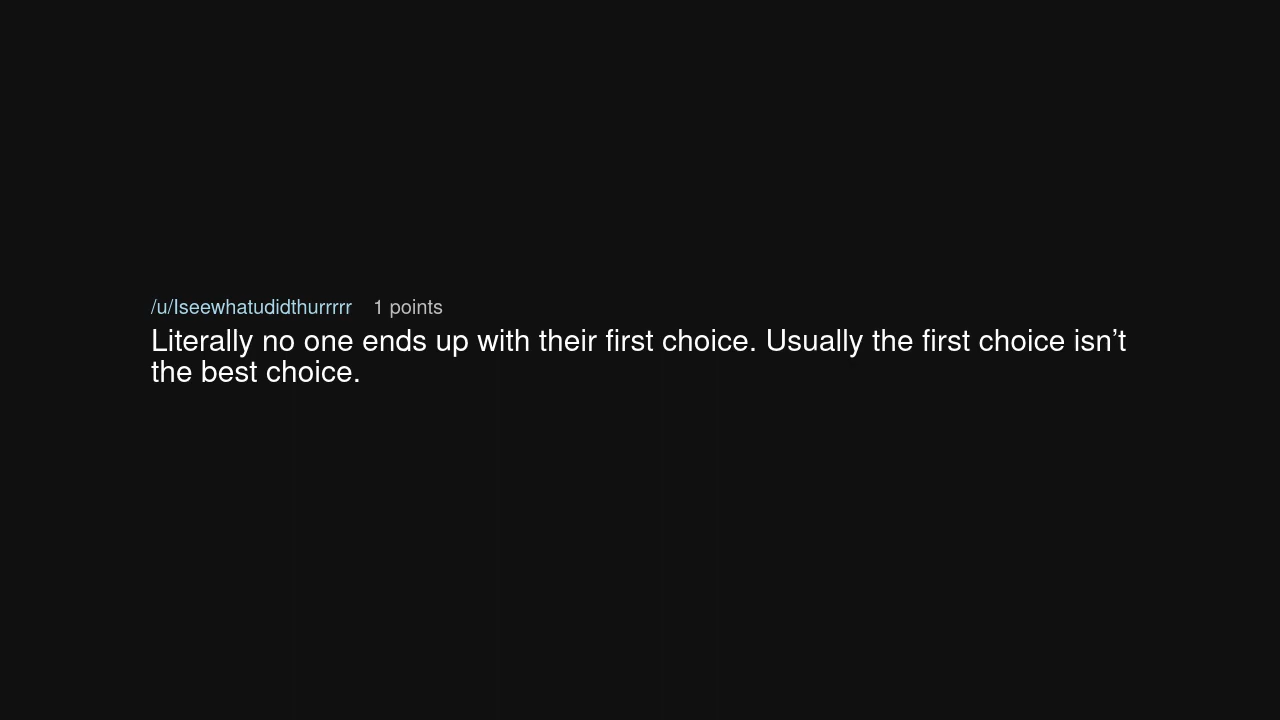 /u/Iseewhatudidthurrrrr 1 points
Literally no one ends up with their first choice. Usually the first choice isn’t
the best choice.